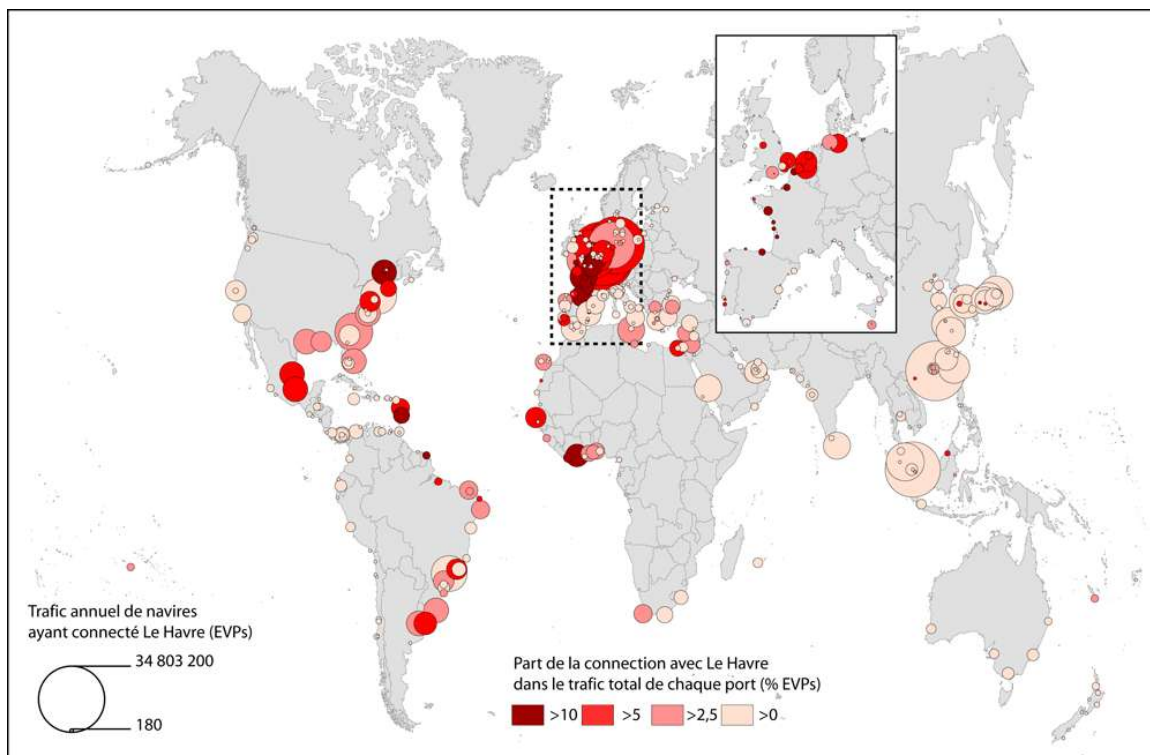 Trafic annuel de navires
ayant connecté Le Havre (EVPs)
34 803 200
180
Part de la connection avec Le Havre
dans le trafic total de chaque port (% EVPs)
>10
>5
>2,5
>0